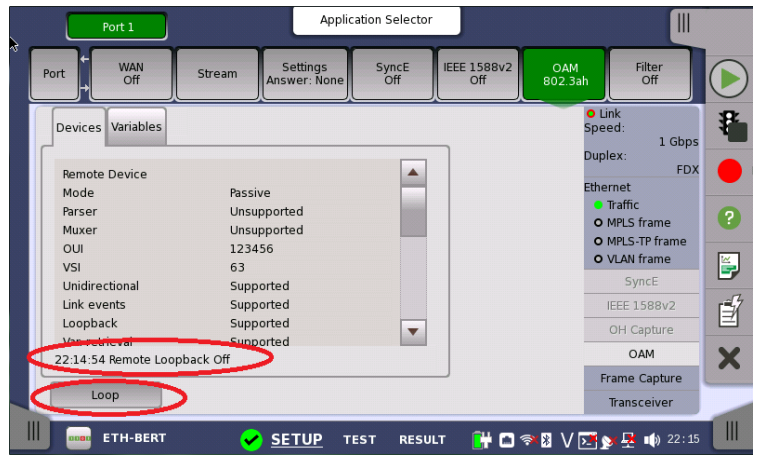 Port 1
Application Selector
Port
WAN
Off
Stream
Settings
Answer: None
SyncE
Off
IEEE 1588v2
Off
OAM
802.3ah
Filter
Off
Devices
Variables
Remote Device
Mode Passive
Parser Unsupported
Muxer Unsupported
OUI 123456
VSI 63
Unidirectional Supported
Link events Supported
Loopback Supported
Var retrieval Supported
22:14:54 Remote Loopback Off
Loop
Link
Speed:
1 Gbps
Duplex:
FDX
Ethernet
Traffic
MPLS frame
MPLS-TP frame
VLAN frame
SyncE
IEEE 1588v2
OH Capture
OAM
Frame Capture
Transceiver
ETH-BERT
SETUP TEST RESULT
22:15